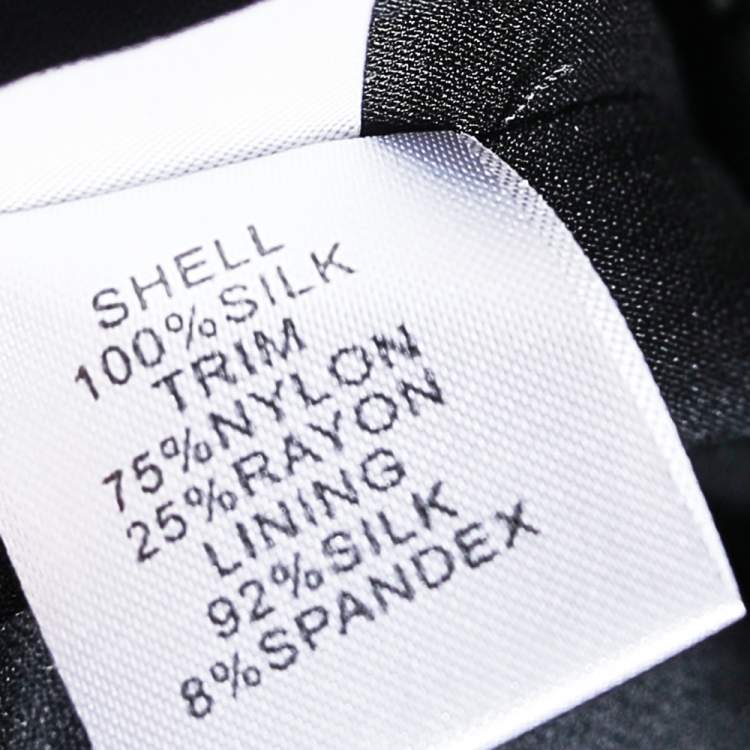 SHELL
100%SILK
TRIM
75%NYLON
25%RAYON
LINING
92%SILK
8%SPANDEX